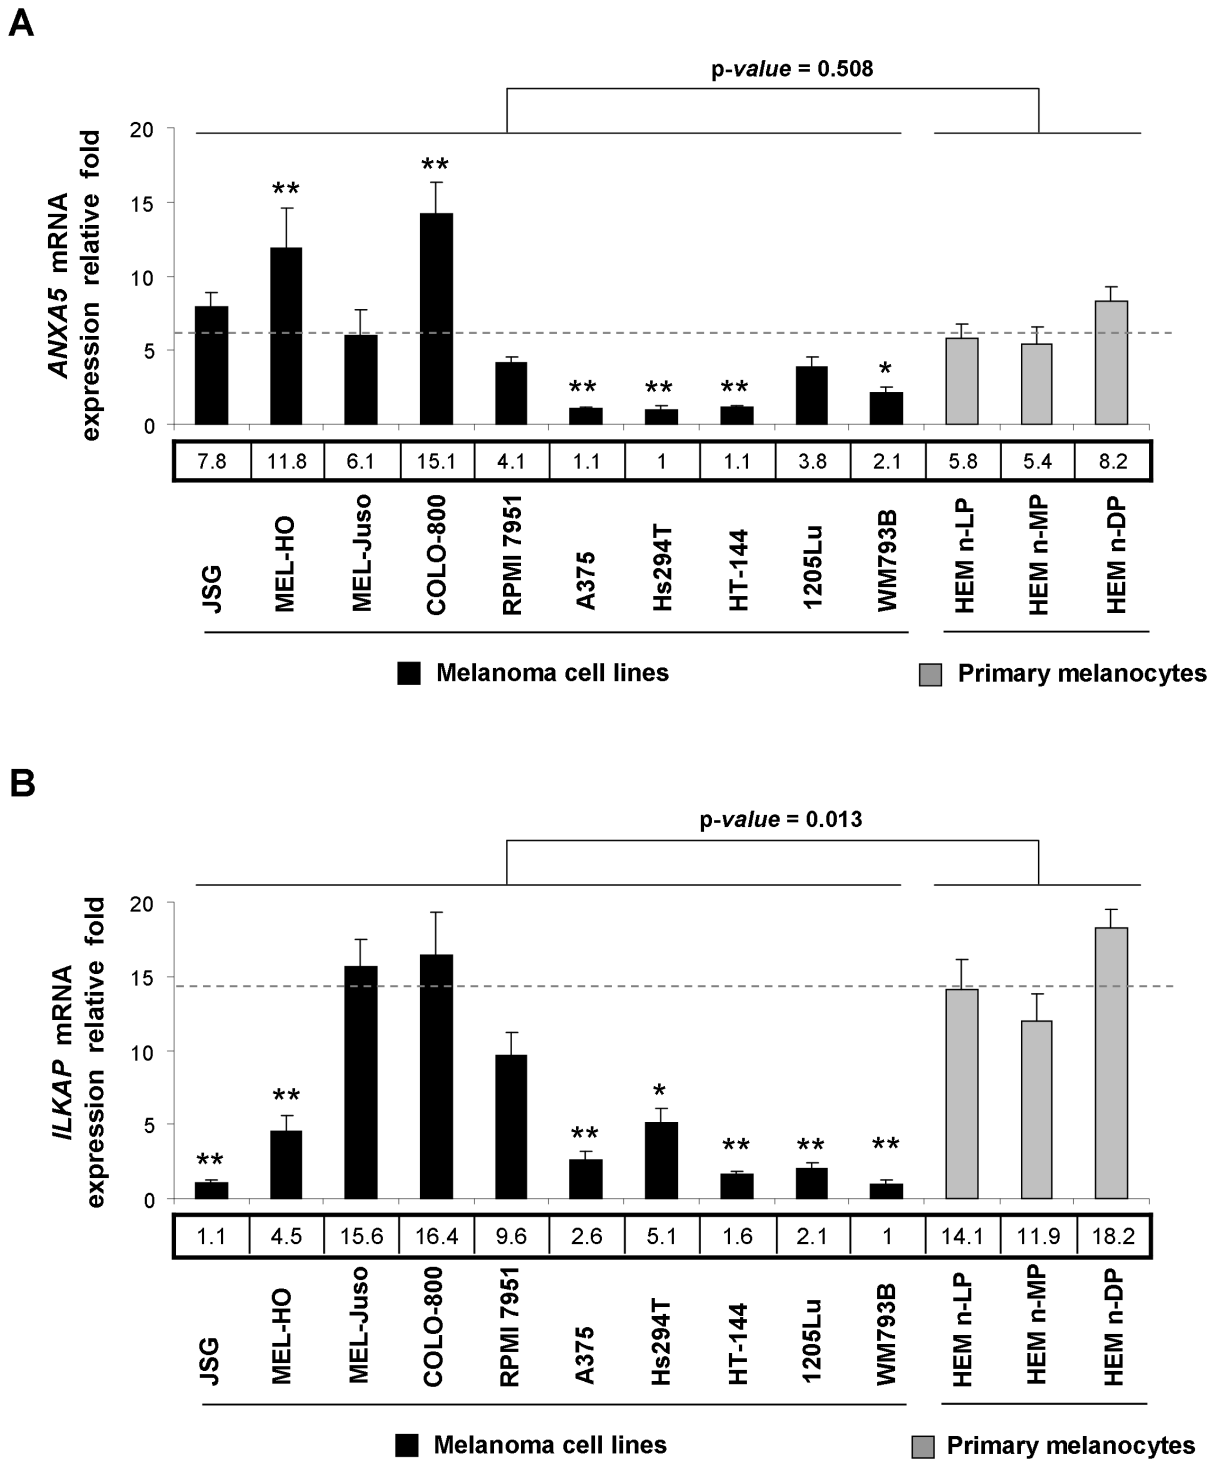 A
p-value = 0.508
ANXA5 mRNA
expression relative fold
20
15
10
5
0
** ** ** ** ** *
7.8 11.8 6.1 15.1 4.1 1.1 1 1.1 3.8 2.1 5.8 5.4 8.2
JSG MEL-HO MEL-Juso COLO-800 RPMI 7951 A375 Hs294T HT-144 1205Lu WM793B HEM n-LP HEM n-MP HEM n-DP
Melanoma cell lines Primary melanocytes
B
p-value = 0.013
ILKAP mRNA
expression relative fold
20
15
10
5
0
** ** ** * ** ** **
1.1 4.5 15.6 16.4 9.6 2.6 5.1 1.6 2.1 1 14.1 11.9 18.2
JSG MEL-HO MEL-Juso COLO-800 RPMI 7951 A375 Hs294T HT-144 1205Lu WM793B HEM n-LP HEM n-MP HEM n-DP
Melanoma cell lines Primary melanocytes